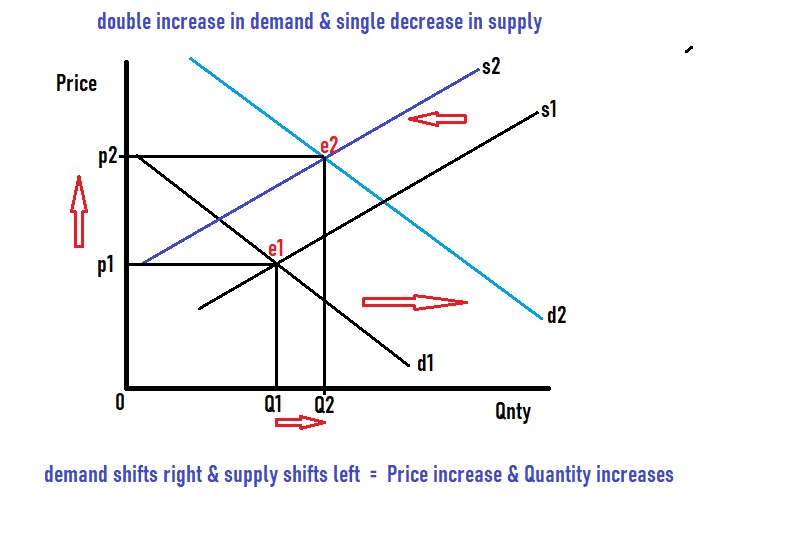 double increase in demand & single decrease in supply
s2
Price
s1
e2
p2
e1
p1
d2
d1
0
Q1
Q2
Qnty
demand shifts right & supply shifts left = Price increase & Quantity increases